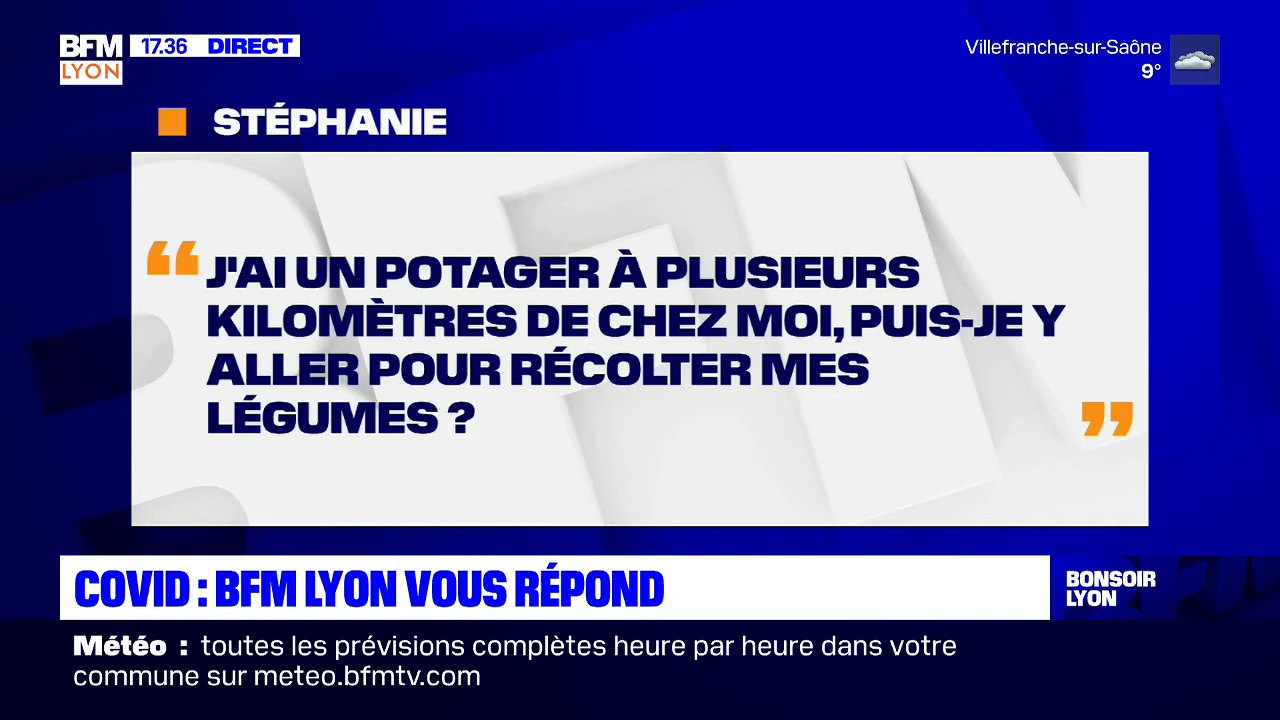 BFM 17.36 DIRECT
LYON
Villefranche-sur-Saône
9°
STÉPHANIE
“J'AI UN POTAGER À PLUSIEURS
KILOMÈTRES DE CHEZ MOI, PUIS-JE Y
ALLER POUR RÉCOLTER MES
LÉGUMES ? ”
COVID : BFM LYON VOUS RÉPOND
BONSOIR
LYON
Météo : toutes les prévisions complètes heure par heure dans votre
commune sur meteo.bfmtv.com